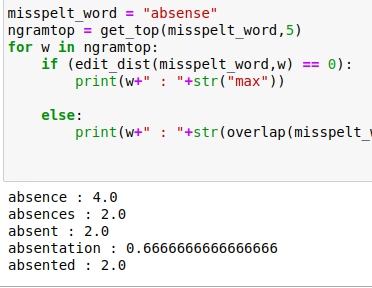 misspelt_word = "absense"
ngramtop = get_top(misspelt_word,5)
for w in ngramtop:
    if (edit_dist(misspelt_word,w) == 0):
        print(w+" : "+str("max"))
    else:
        print(w+" : "+str(overlap(misspelt_w
absence : 4.0
absences : 2.0
absent : 2.0
absentation : 0.6666666666666666
absented : 2.0